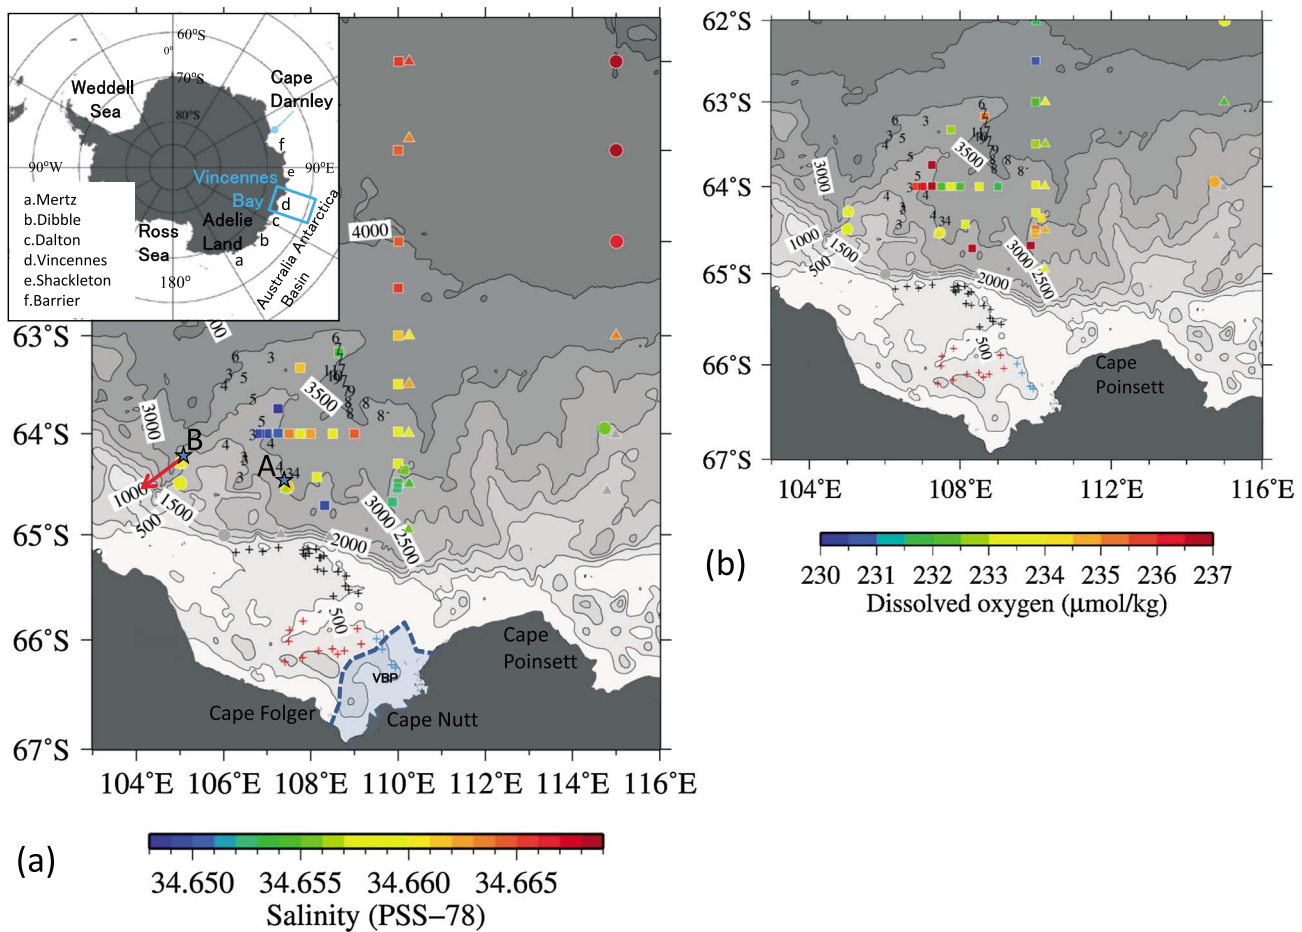 60°S
0°
Weddell
Sea
70°S
Cape
Darnley
80°S
f
90°W
90°E
e
Vincennes
Bay
d
a.Mertz
b.Dibble
c.Dalton
d.Vincennes
e.Shackleton
f.Barrier
Ross
Sea
Adelie
Land
c
b
a
180°
Australia Antarctica
Basin
4000
63°S
64°S
65°S
66°S
67°S
3000
3500
B
A
1000
1500
500
3000
2500
2000
500
VBP
Cape
Poinsett
Cape Folger
Cape Nutt
104°E
108°E
110°E
112°E
114°E
116°E
(a)
34.650
34.655
34.660
34.665
Salinity (PSS−78)
62°S
63°S
64°S
65°S
66°S
67°S
3000
3500
1000
1500
500
3000
2500
2000
500
Cape
Poinsett
104°E
108°E
112°E
116°E
(b)
230
231
232
233
234
235
236
237
Dissolved oxygen (μmol/kg)